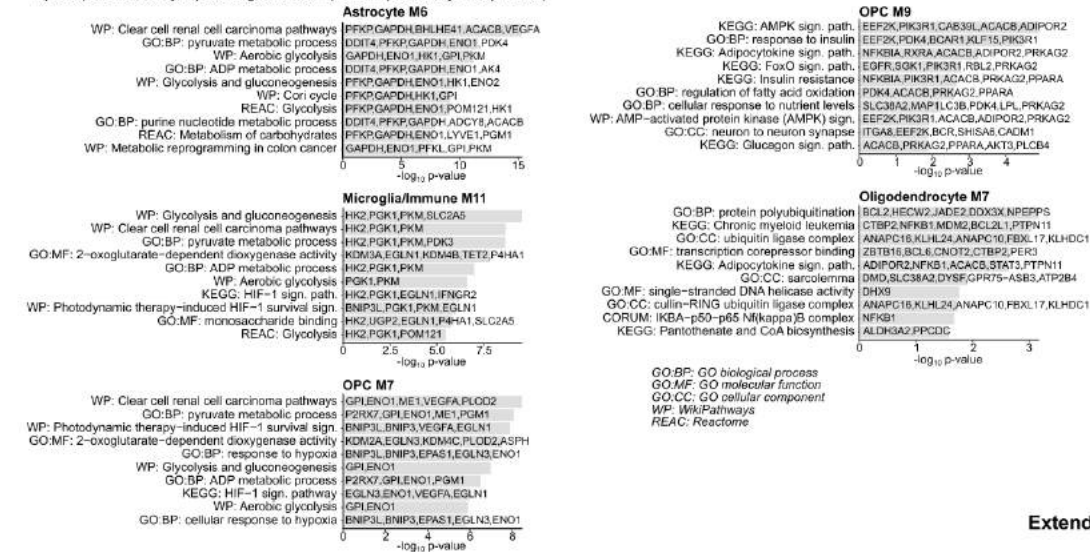 Astrocyte M6
WP: Clear cell renal cell carcinoma pathways PFKP,GAPDH,BHLHE41,ACACB,VEGFA
GO:BP: pyruvate metabolic process DDIT4,PFKP,GAPDH,ENO1,PDK4
WP: Aerobic glycolysis GAPDH,ENO1,HK1,GPI,PKM
GO:BP: ADP metabolic process DDIT4,PFKP,GAPDH,ENO1,AK4
WP: Glycolysis and gluconeogenesis PFKP,GAPDH,ENO1,HK1,ENO2
WP: Cori cycle PFKP,GAPDH,HK1,GPI
REAC: Glycolysis PFKP,GAPDH,ENO1,POM121,HK1
GO:BP: purine nucleotide metabolic process DDIT4,PFKP,GAPDH,ADCY8,ACACB
REAC: Metabolism of carbohydrates PFKP,GAPDH,ENO1,LYVE1,PGM1
WP: Metabolic reprogramming in colon cancer GAPDH,ENO1,PFKL,GPI,PKM
0 5 10 15
-log10 p-value
Microglia/Immune M11
WP: Glycolysis and gluconeogenesis HK2,PGK1,PKM,SLC2A5
WP: Clear cell renal cell carcinoma pathways HK2,PGK1,PKM
GO:BP: pyruvate metabolic process HK2,PGK1,PKM,PDK3
GO:MF: 2-oxoglutarate-dependent dioxygenase activity KDM3A,EGLN1,KDM4B,TET2,P4HA1
GO:BP: ADP metabolic process HK2,PGK1,PKM
WP: Aerobic glycolysis PGK1,PKM
KEGG: HIF-1 sign. path. HK2,PGK1,EGLN1,IFNGR2
WP: Photodynamic therapy-induced HIF-1 survival sign. BNIP3L,PGK1,PKM,EGLN1
GO:MF: monosaccharide binding HK2,UGP2,EGLN1,P4HA1,SLC2A5
REAC: Glycolysis HK2,PGK1,POM121
0 2.5 5.0 7.5
-log10 p-value
OPC M7
WP: Clear cell renal cell carcinoma pathways GPI,ENO1,ME1,VEGFA,PLOD2
GO:BP: pyruvate metabolic process P2RX7,GPI,ENO1,ME1,PGM1
WP: Photodynamic therapy-induced HIF-1 survival sign. BNIP3L,BNIP3,VEGFA,EGLN1
GO:MF: 2-oxoglutarate-dependent dioxygenase activity KDM2A,EGLN3,KDM4C,PLOD2,ASPH
GO:BP: response to hypoxia BNIP3L,BNIP3,EPAS1,EGLN3,ENO1
WP: Glycolysis and gluconeogenesis GPI,ENO1
GO:BP: ADP metabolic process P2RX7,GPI,ENO1,PGM1
KEGG: HIF-1 sign. pathway EGLN3,ENO1,VEGFA,EGLN1
WP: Aerobic glycolysis GPI,ENO1
GO:BP: cellular response to hypoxia BNIP3L,BNIP3,EPAS1,EGLN3,ENO1
0 2 4 6 8
-log10 p-value
OPC M9
KEGG: AMPK sign. path. EEF2K,PIK3R1,CAB39L,ACACB,ADIPOR2
GO:BP: response to insulin EEF2K,PDK4,BCAR1,KLF15,PIK3R1
KEGG: Adipocytokine sign. path. NFKBIA,RXRA,ACACB,ADIPOR2,PRKAG2
KEGG: FoxO sign. path. EGFR,SGK1,PIK3R1,RBL2,PRKAG2
KEGG: Insulin resistance NFKBIA,PIK3R1,ACACB,PRKAG2,PPARA
GO:BP: regulation of fatty acid oxidation PDK4,ACACB,PRKAG2,PPARA
GO:BP: cellular response to nutrient levels SLC38A2,MAP1LC3B,PDK4,LPL,PRKAG2
WP: AMP-activated protein kinase (AMPK) sign. EEF2K,PIK3R1,ACACB,ADIPOR2,PRKAG2
GO:CC: neuron to neuron synapse ITGA8,EEF2K,BCR,SHISA6,CADM1
KEGG: Glucagon sign. path. ACACB,PRKAG2,PPARA,AKT3,PLCB4
0 1 2 3 4
-log10 p-value
Oligodendrocyte M7
GO:BP: protein polyubiquitination BCL2,HECW2,JADE2,DDX3X,NPEPPS
KEGG: Chronic myeloid leukemia CTBP2,NFKB1,MDM2,BCL2L1,PTPN11
GO:CC: ubiquitin ligase complex ANAPC16,KLHL24,ANAPC10,FBXL17,KLHDC1
GO:MF: transcription corepressor binding ZBTB16,BCL6,CNOT2,CTBP2,PER3
KEGG: Adipocytokine sign. path. ADIPOR2,NFKB1,ACACB,STAT3,PTPN11
GO:CC: sarcolemma DMD,SLC38A2,DYSF,GPR75-ASB3,ATP2B4
GO:MF: single-stranded DNA helicase activity DHX9
GO:CC: cullin-RING ubiquitin ligase complex ANAPC16,KLHL24,ANAPC10,FBXL17,KLHDC1
CORUM: IKBA-p50-p65 Nf(kappa)B complex NFKB1
KEGG: Pantothenate and CoA biosynthesis ALDH3A2,PPCDC
0 1 2 3
-log10 p-value
GO:BP: GO biological process
GO:MF: GO molecular function
GO:CC: GO cellular component
WP: WikiPathways
REAC: Reactome
Extend